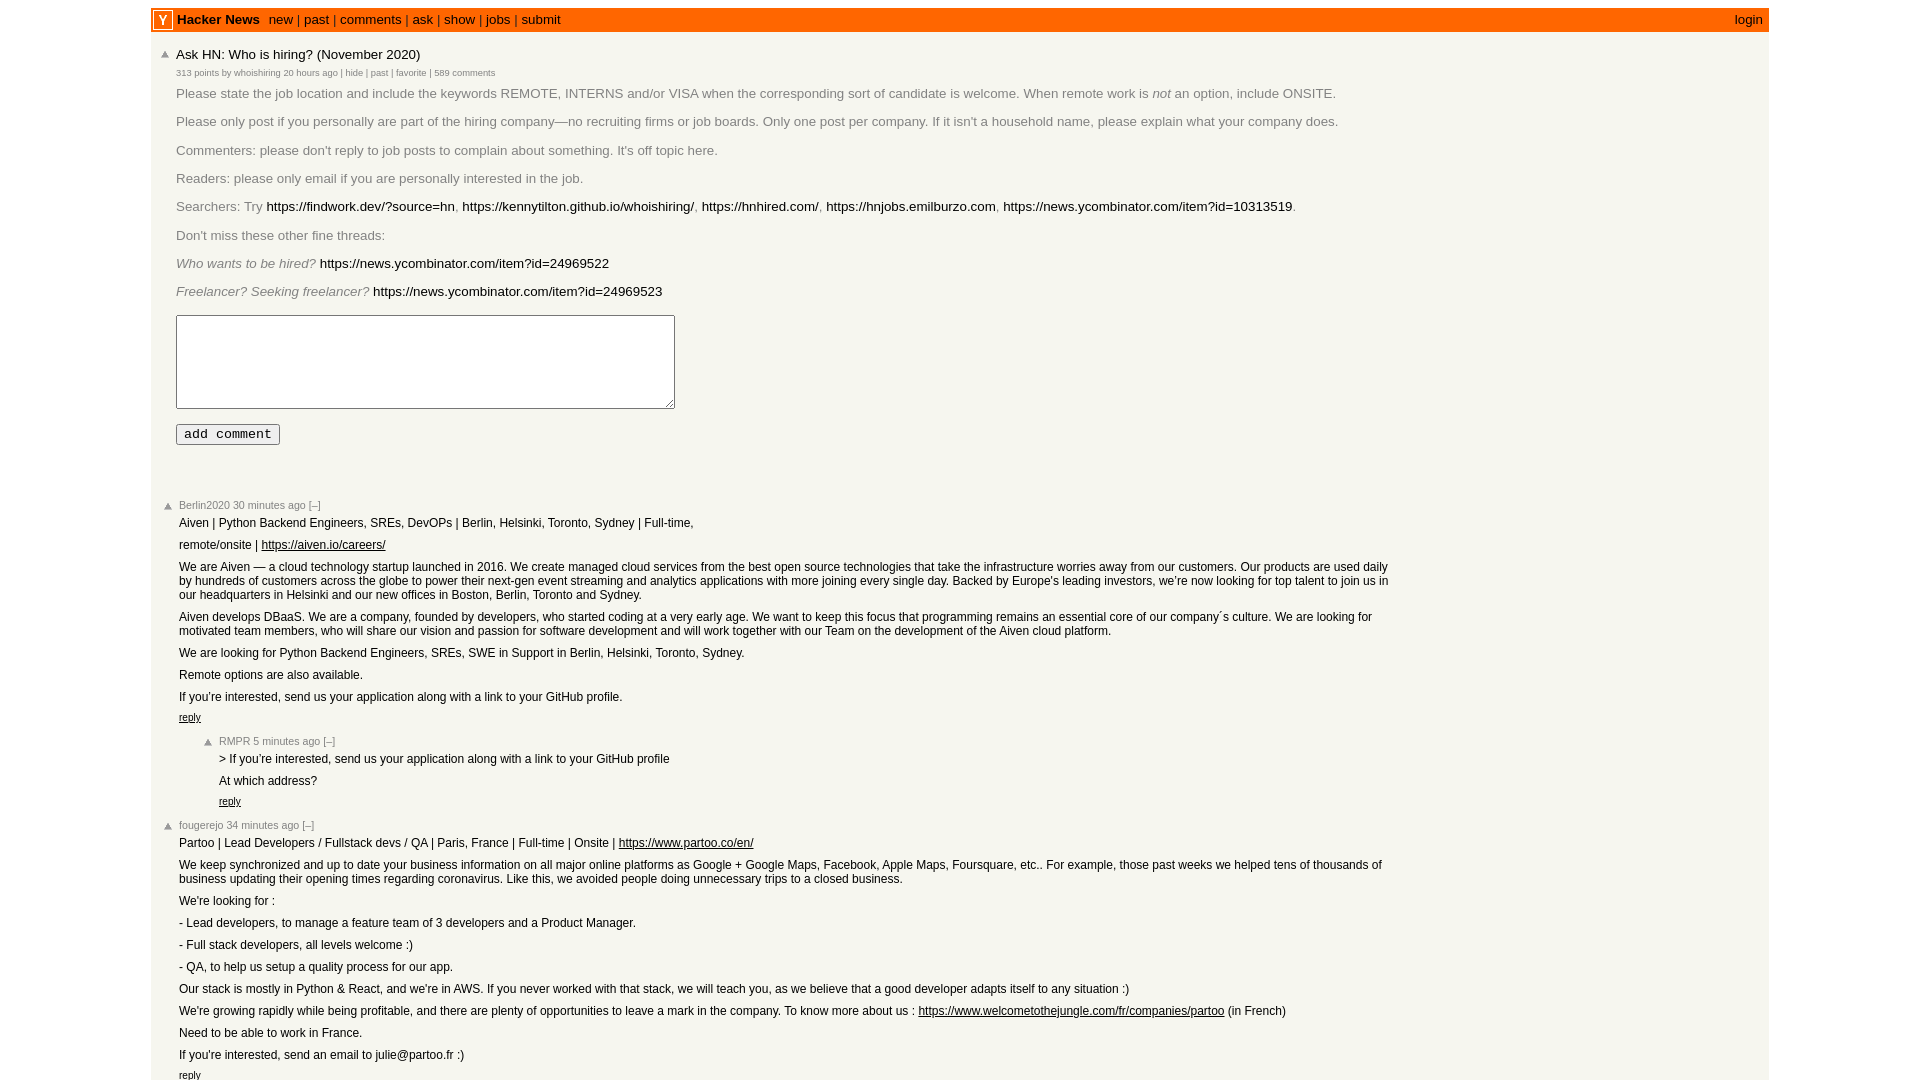 Y Hacker News new | past | comments | ask | show | jobs | submit login
Ask HN: Who is hiring? (November 2020)
313 points by whoishiring 20 hours ago | hide | past | favorite | 589 comments
Please state the job location and include the keywords REMOTE, INTERNS and/or VISA when the corresponding sort of candidate is welcome. When remote work is not an option, include ONSITE.
Please only post if you personally are part of the hiring company—no recruiting firms or job boards. Only one post per company. If it isn't a household name, please explain what your company does.
Commenters: please don't reply to job posts to complain about something. It's off topic here.
Readers: please only email if you are personally interested in the job.
Searchers: Try https://findwork.dev/?source=hn, https://kennytilton.github.io/whoishiring/, https://hnhired.com/, https://hnjobs.emilburzo.com, https://news.ycombinator.com/item?id=10313519.
Don't miss these other fine threads:
Who wants to be hired? https://news.ycombinator.com/item?id=24969522
Freelancer? Seeking freelancer? https://news.ycombinator.com/item?id=24969523
add comment
Berlin2020 30 minutes ago [–]
Aiven | Python Backend Engineers, SREs, DevOPs | Berlin, Helsinki, Toronto, Sydney | Full-time,
remote/onsite | https://aiven.io/careers/
We are Aiven — a cloud technology startup launched in 2016. We create managed cloud services from the best open source technologies that take the infrastructure worries away from our customers. Our products are used daily
by hundreds of customers across the globe to power their next-gen event streaming and analytics applications with more joining every single day. Backed by Europe's leading investors, we’re now looking for top talent to join us in
our headquarters in Helsinki and our new offices in Boston, Berlin, Toronto and Sydney.
Aiven develops DBaaS. We are a company, founded by developers, who started coding at a very early age. We want to keep this focus that programming remains an essential core of our company´s culture. We are looking for
motivated team members, who will share our vision and passion for software development and will work together with our Team on the development of the Aiven cloud platform.
We are looking for Python Backend Engineers, SREs, SWE in Support in Berlin, Helsinki, Toronto, Sydney.
Remote options are also available.
If you’re interested, send us your application along with a link to your GitHub profile.
reply
RMPR 5 minutes ago [–]
> If you’re interested, send us your application along with a link to your GitHub profile
At which address?
reply
fougerejo 34 minutes ago [–]
Partoo | Lead Developers / Fullstack devs / QA | Paris, France | Full-time | Onsite | https://www.partoo.co/en/
We keep synchronized and up to date your business information on all major online platforms as Google + Google Maps, Facebook, Apple Maps, Foursquare, etc.. For example, those past weeks we helped tens of thousands of
business updating their opening times regarding coronavirus. Like this, we avoided people doing unnecessary trips to a closed business.
We're looking for :
- Lead developers, to manage a feature team of 3 developers and a Product Manager.
- Full stack developers, all levels welcome :)
- QA, to help us setup a quality process for our app.
Our stack is mostly in Python & React, and we're in AWS. If you never worked with that stack, we will teach you, as we believe that a good developer adapts itself to any situation :)
We're growing rapidly while being profitable, and there are plenty of opportunities to leave a mark in the company. To know more about us : https://www.welcometothejungle.com/fr/companies/partoo (in French)
Need to be able to work in France.
If you're interested, send an email to julie@partoo.fr :)
reply